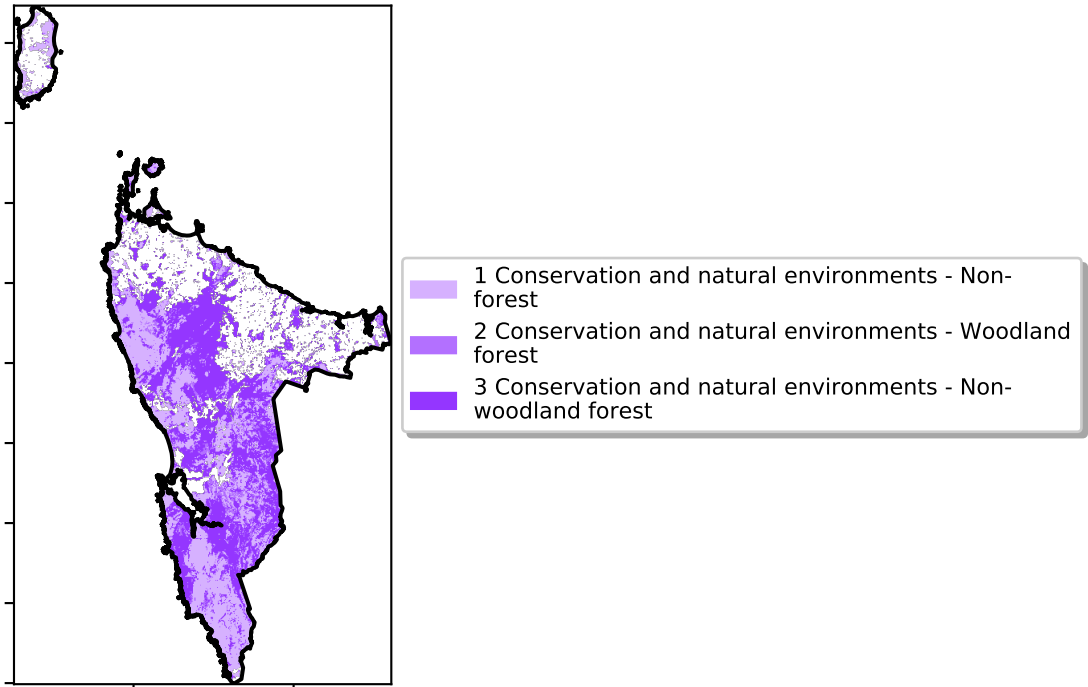 1 Conservation and natural environments - Non-
forest
2 Conservation and natural environments - Woodland
forest
3 Conservation and natural environments - Non-
woodland forest